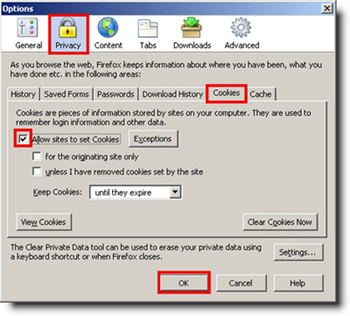 Options
General Privacy Content Tabs Downloads Advanced
As you browse the web, Firefox keeps information about where you have been, what
you have done etc. in the following areas:
History Saved Forms Passwords Download History Cookies Cache
Cookies are pieces of information stored by sites on your computer. They are used to
remember login information and other data.
Allow sites to set Cookies Exceptions
for the originating site only
unless I have removed cookies set by the site
Keep Cookies: until they expire
View Cookies Clear Cookies Now
The Clear Private Data tool can be used to erase your private data using
a keyboard shortcut or when Firefox closes.
Settings...
OK Cancel Help